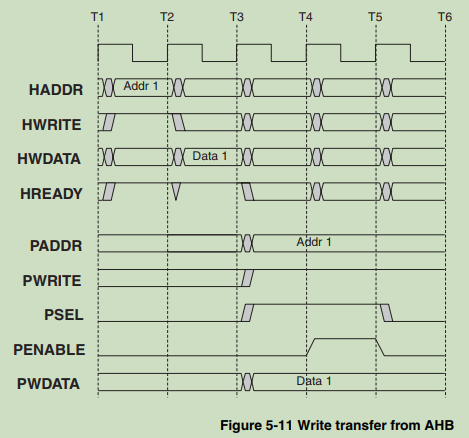 T1 T2 T3 T4 T5 T6
HADDR Addr 1
HWRITE
HWDATA Data 1
HREADY
PADDR Addr 1
PWRITE
PSEL
PENABLE
PWDATA Data 1
Figure 5-11 Write transfer from AHB